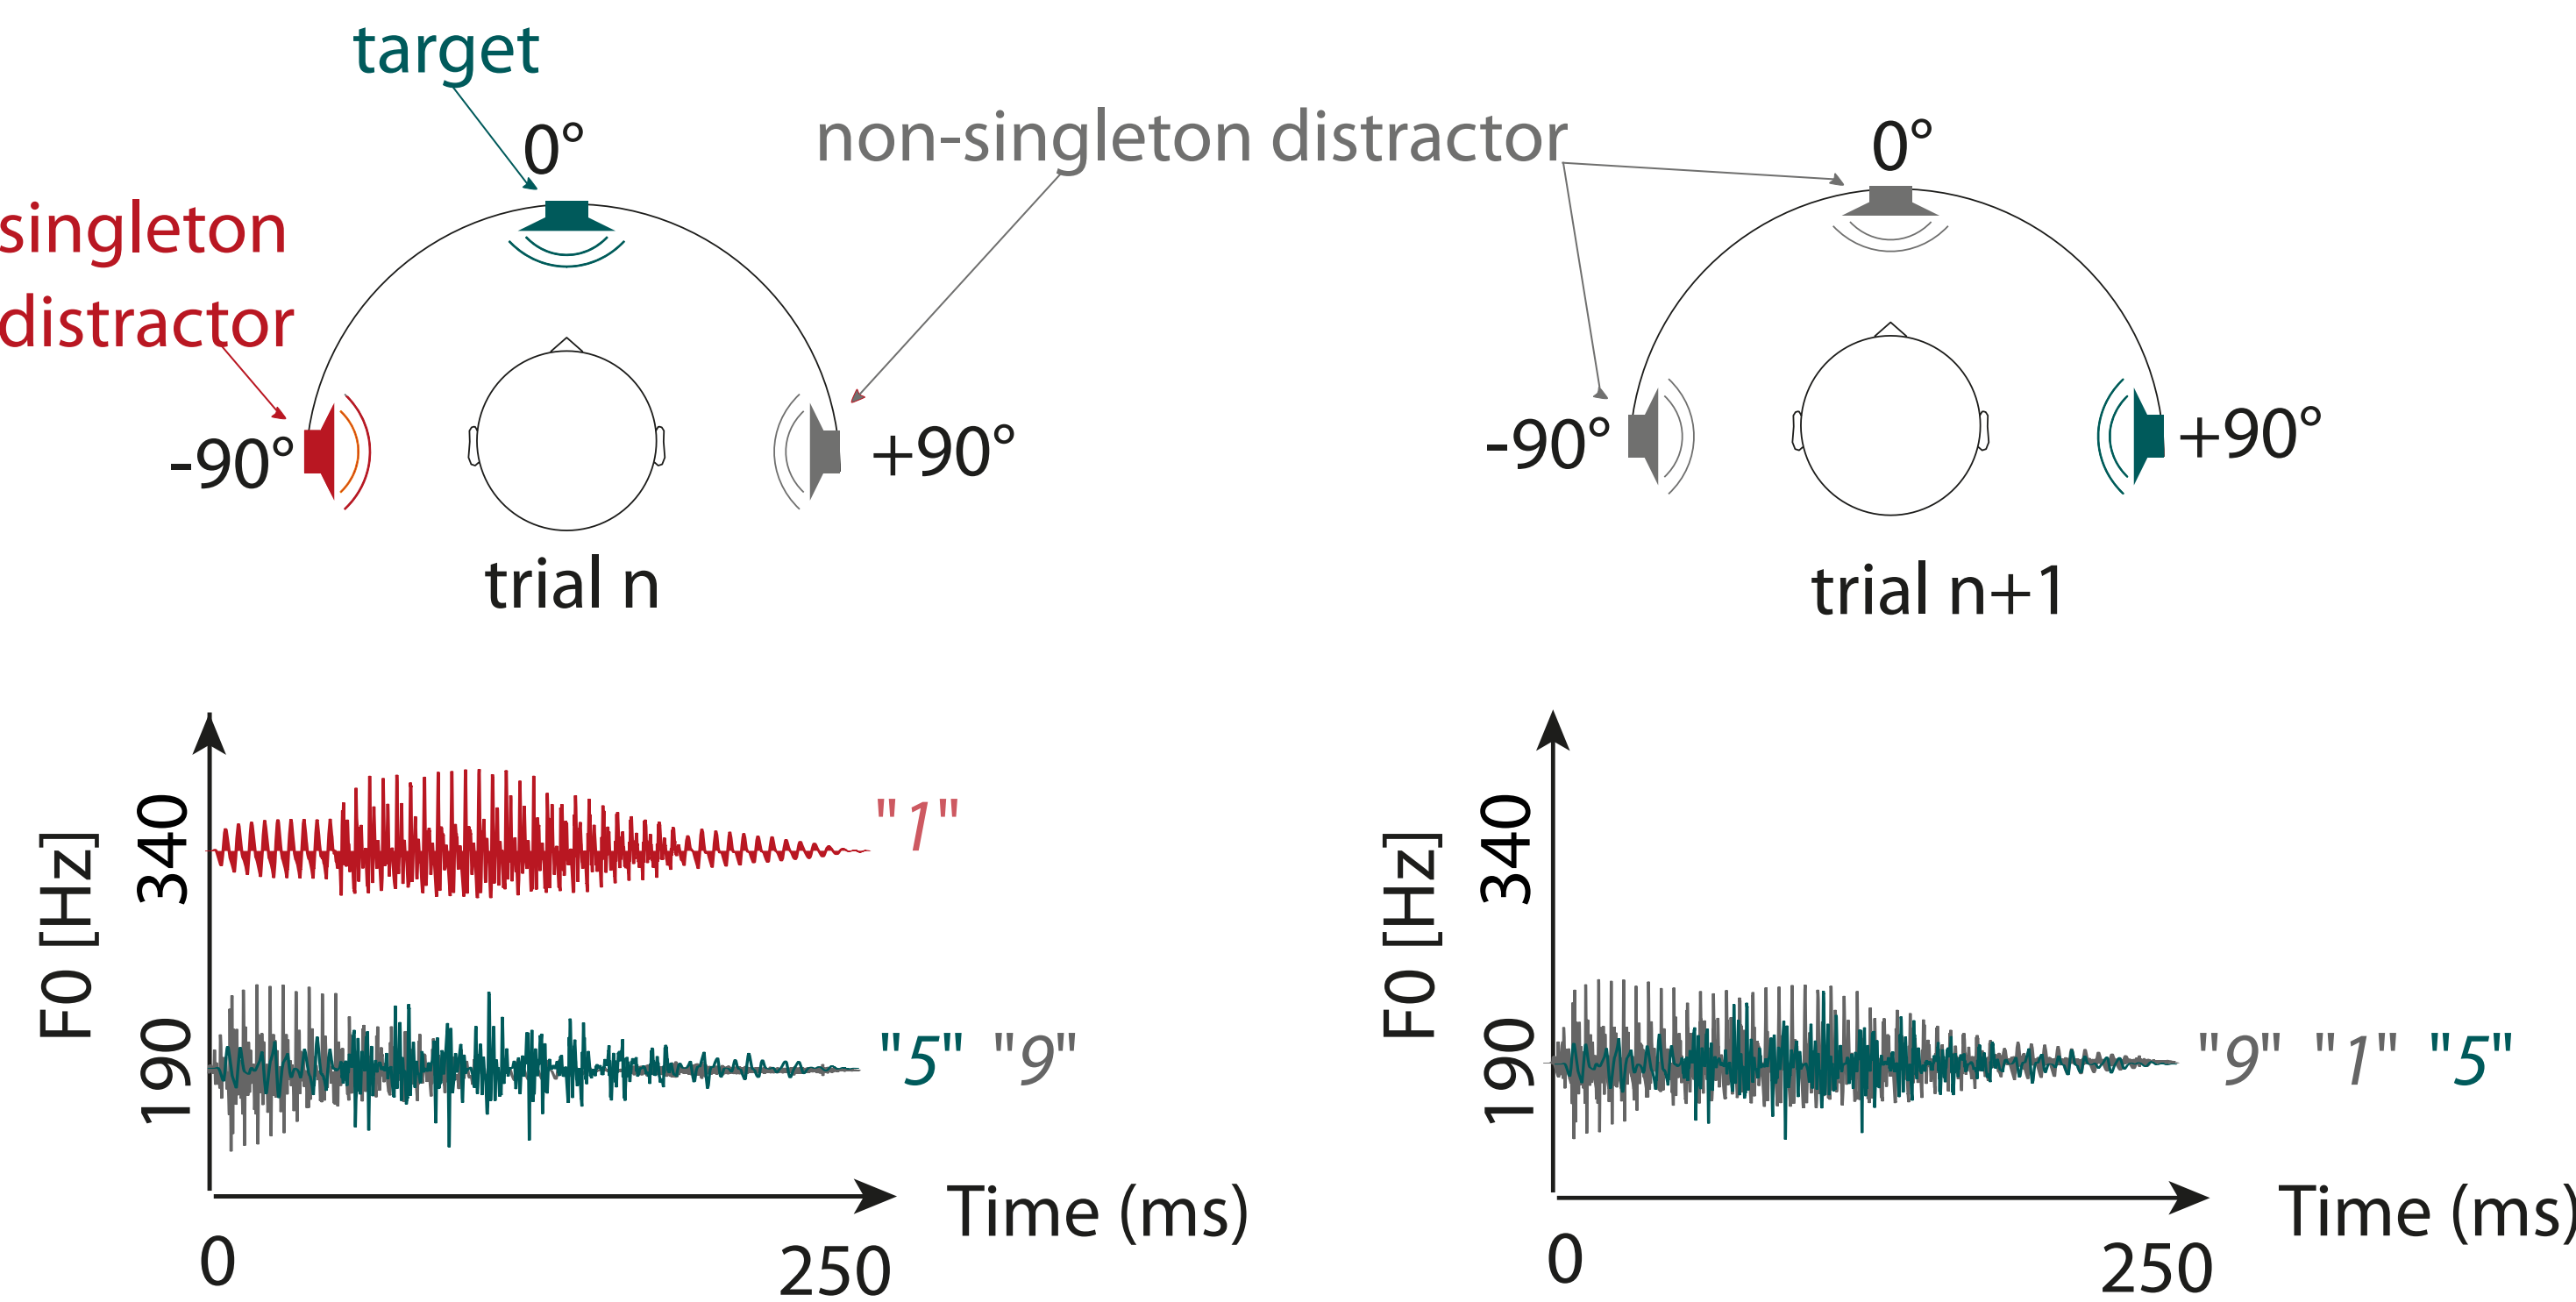 target
0°
singleton
distractor
-90°
+90°
trial n
non-singleton distractor
0°
-90°
+90°
trial n+1
F0 [Hz]
340
190
"1"
"5" "9"
0
250
Time (ms)
F0 [Hz]
340
190
"9" "1" "5"
0
250
Time (ms)